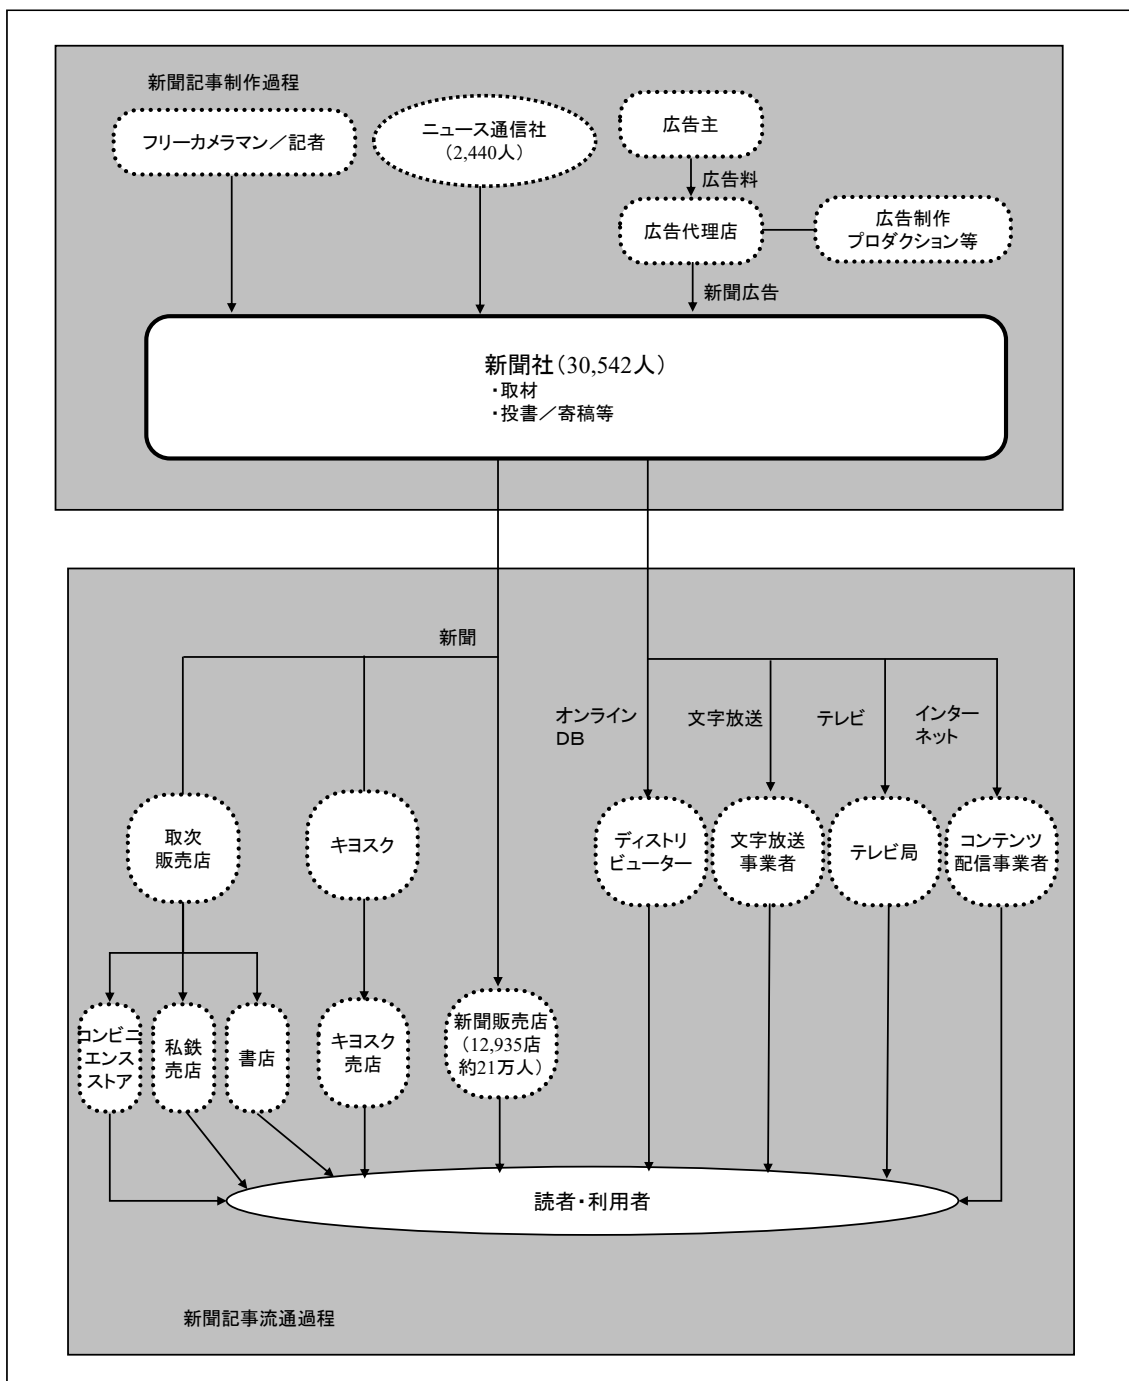 新聞記事制作過程
フリーカメラマン／記者
ニュース通信社
（2,440人）
広告主
広告料
広告代理店
広告制作
プロダクション等
新聞広告
新聞社（30,542人）
・取材
・投書／寄稿等
新聞
オンライン
ＤＢ
文字放送
テレビ
インター
ネット
取次
販売店
キヨスク
ディストリ
ビューター
文字放送
事業者
テレビ局
コンテンツ
配信事業者
コンビニ
エンス
ストア
私鉄
売店
書店
キヨスク
売店
新聞販売店
（12,935店
約21万人）
読者・利用者
新聞記事流通過程